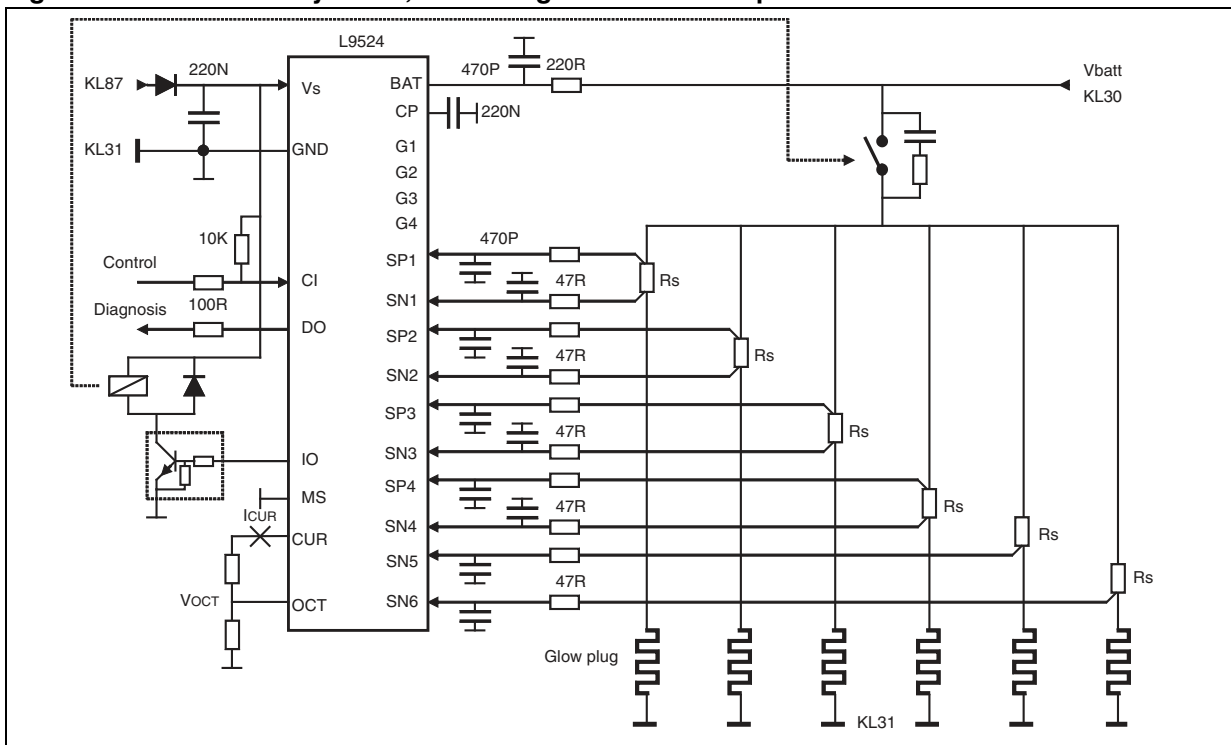 L9524
KL87
220N
Vs
KL31
GND
10K
Control
CI
Diagnosis
100R
DO
IO
MS
ICUR
CUR
VOCT
OCT
BAT
470P
220R
Vbatt
KL30
CP
220N
G1
G2
G3
G4
SP1
470P
Rs
SN1
47R
SP2
Rs
SN2
47R
SP3
Rs
SN3
47R
SP4
Rs
SN4
47R
SN5
Rs
SN6
47R
Rs
Glow plug
KL31